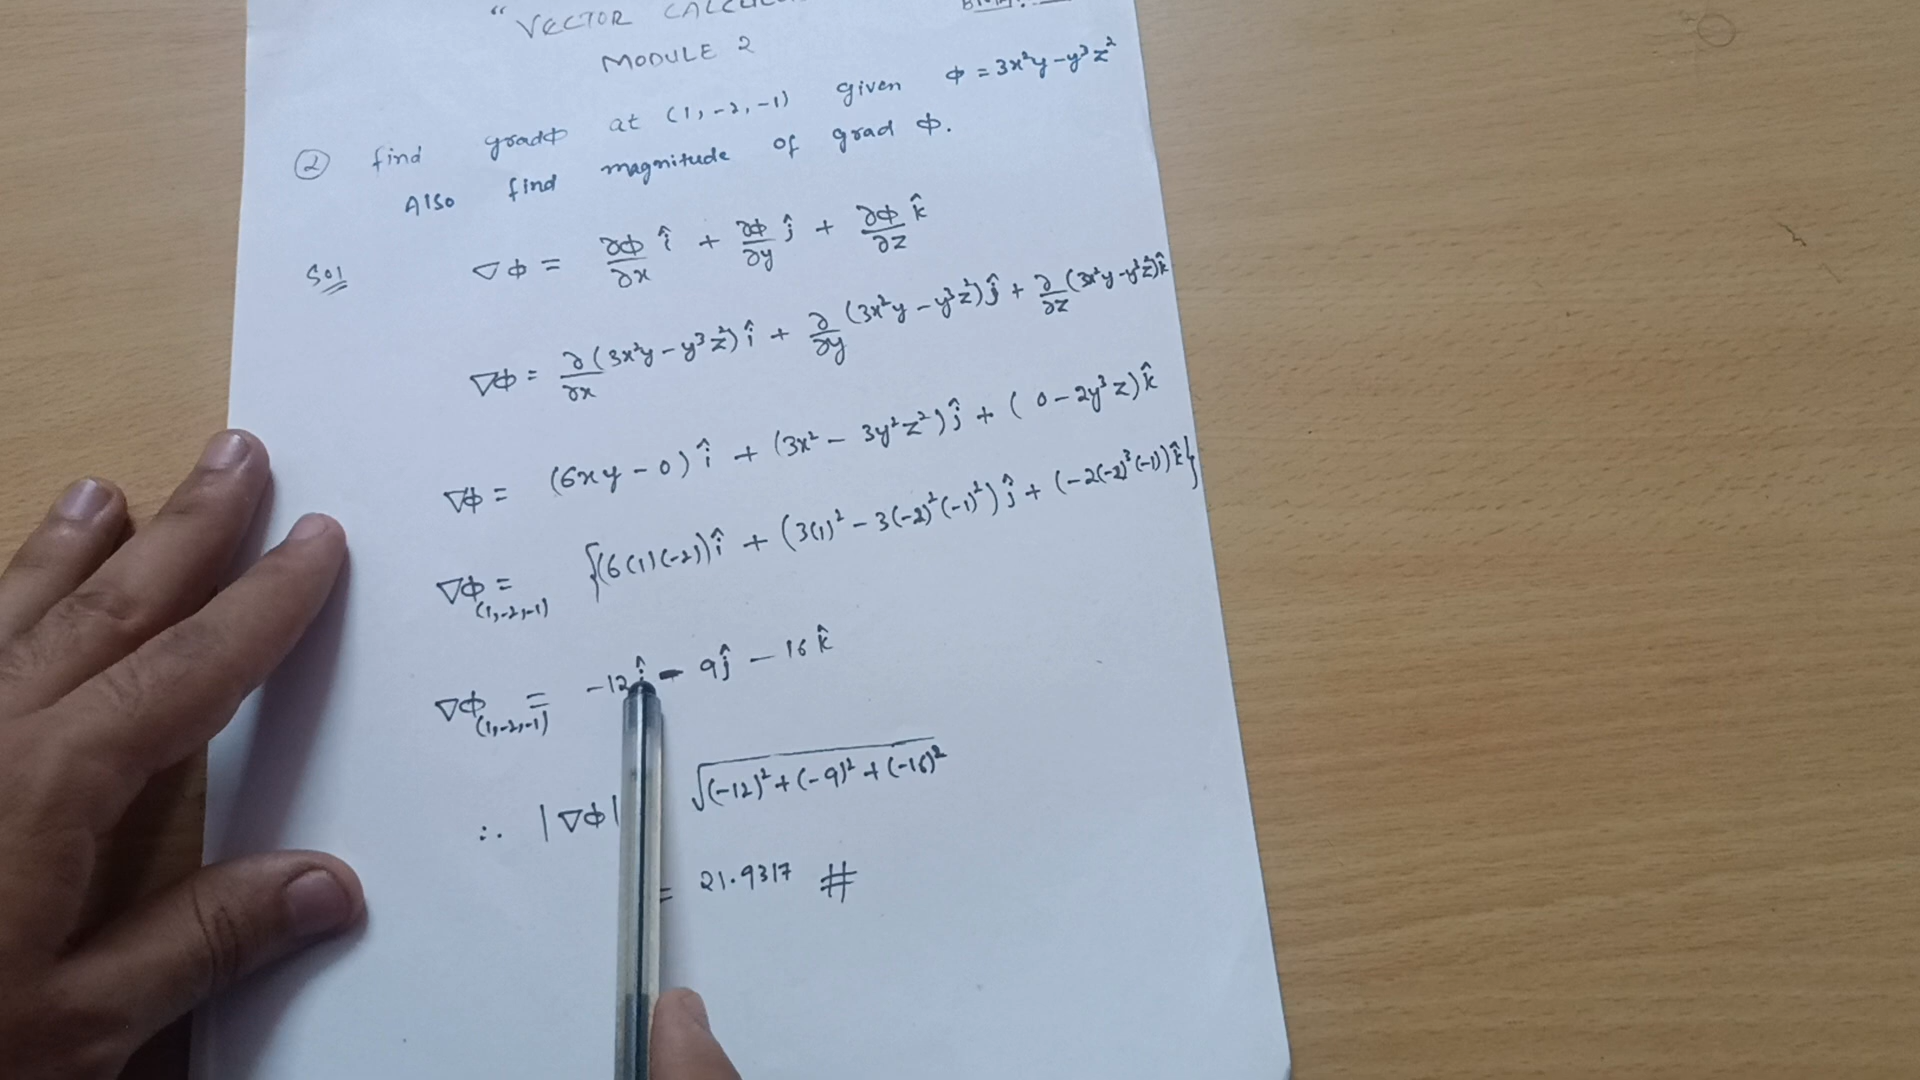 " VECTOR
MODULE 2
② find gradΦ at (1,-2,-1) given Φ = 3x²y - y³z²
Also find magnitude of grad Φ.
Sol ∇Φ = ∂Φ/∂x î + ∂Φ/∂y ĵ + ∂Φ/∂z k̂
∇Φ = ∂/∂x (3x²y - y³z²) î + ∂/∂y (3x²y - y³z²) ĵ + ∂/∂z (3x²y - y³z²) k̂
∇Φ = (6xy - 0) î + (3x² - 3y²z²) ĵ + (0 - 2y³z) k̂
∇Φ(1,-2,-1) = {(6(1)(-2)) î + (3(1)² - 3(-2)²(-1)²) ĵ + (-2(-2)³(-1)) k̂}
∇Φ(1,-2,-1) = -12 î - 9ĵ - 16 k̂
∴ |∇Φ| √(-12)² + (-9)² + (-16)²
= 21.9317 #